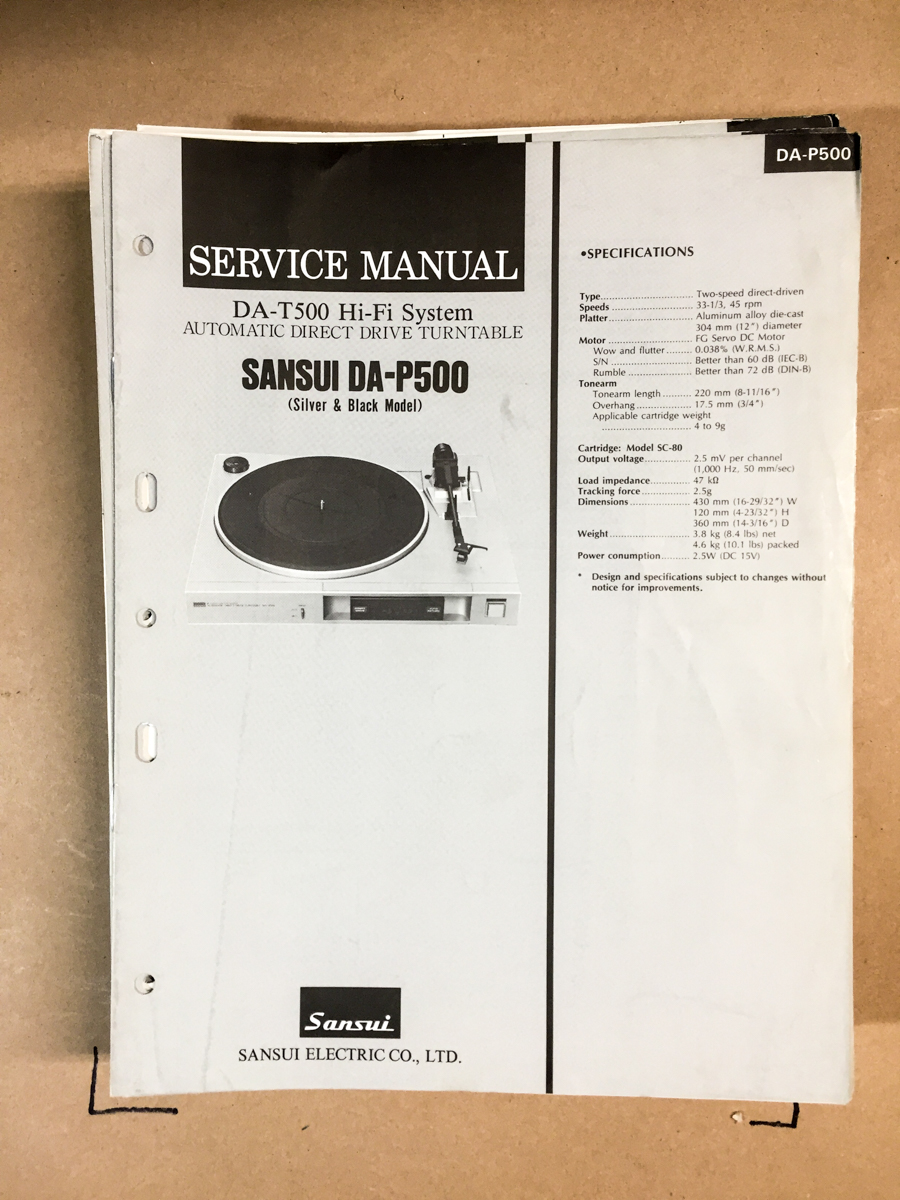 DA-P500
SERVICE MANUAL
DA-T500 Hi-Fi System
AUTOMATIC DIRECT DRIVE TURNTABLE
SANSUI DA-P500
(Silver & Black Model)
Sansui
SANSUI ELECTRIC CO., LTD.
•SPECIFICATIONS
Type............................ Two-speed direct-driven
Speeds ......................... 33-1/3, 45 rpm
Platter......................... Aluminum alloy die-cast
304 mm (12") diameter
Motor .......................... FG Servo DC Motor
Wow and flutter........ 0.038% (W.R.M.S.)
S/N ......................... Better than 60 dB (IEC-B)
Rumble .................... Better than 72 dB (DIN-B)
Tonearm
Tonearm length ......... 220 mm (8-11/16")
Overhang................. 17.5 mm (3/4")
Applicable cartridge weight
........................... 4 to 9g
Cartridge: Model SC-80
Output voltage.............. 2.5 mV per channel
(1,000 Hz, 50 mm/sec)
Load impedance............ 47 kΩ
Tracking force............... 2.5g
Dimensions .................. 430 mm (16-29/32") W
120 mm (4-23/32") H
360 mm (14-3/16") D
Weight......................... 3.8 kg (8.4 lbs) net
4.6 kg (10.1 lbs) packed
Power conumption......... 2.5W (DC 15V)
* Design and specifications subject to changes without
notice for improvements.